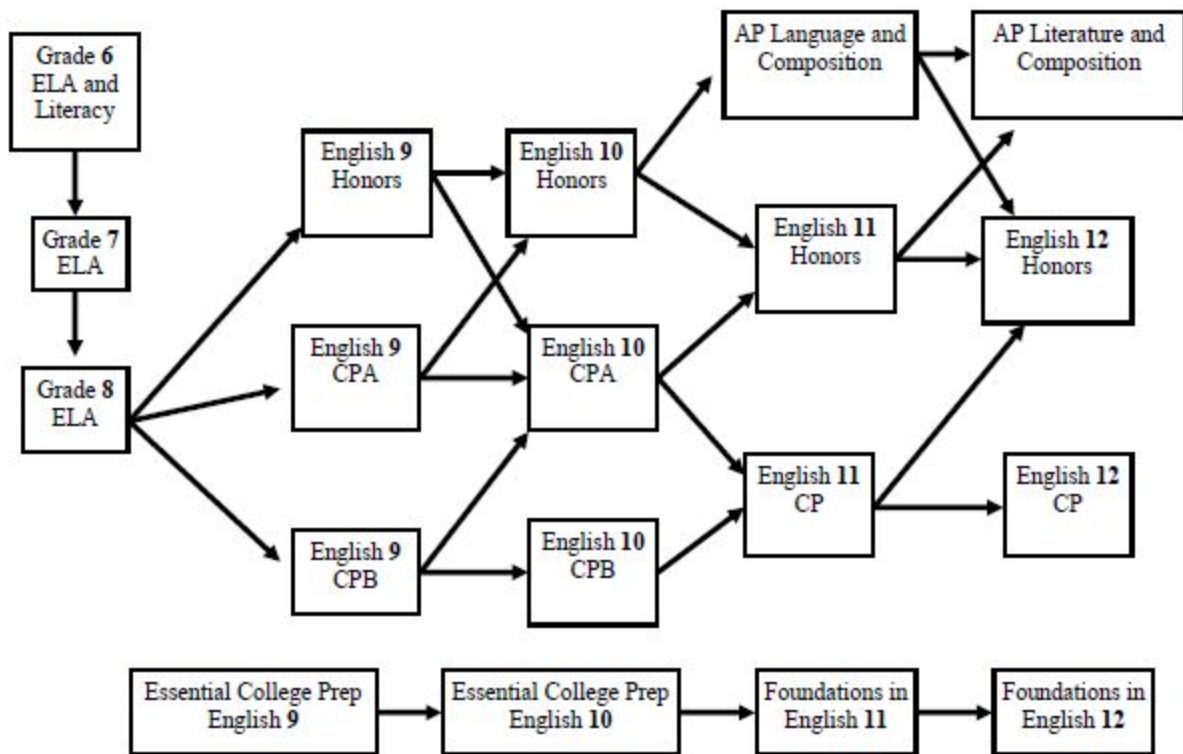 Grade 6
ELA and
Literacy
Grade 7
ELA
Grade 8
ELA
English 9
Honors
English 9
CPA
English 9
CPB
English 10
Honors
English 10
CPA
English 10
CPB
AP Language and
Composition
English 11
Honors
English 11
CP
AP Literature and
Composition
English 12
Honors
English 12
CP
Essential College Prep
English 9
Essential College Prep
English 10
Foundations in
English 11
Foundations in
English 12